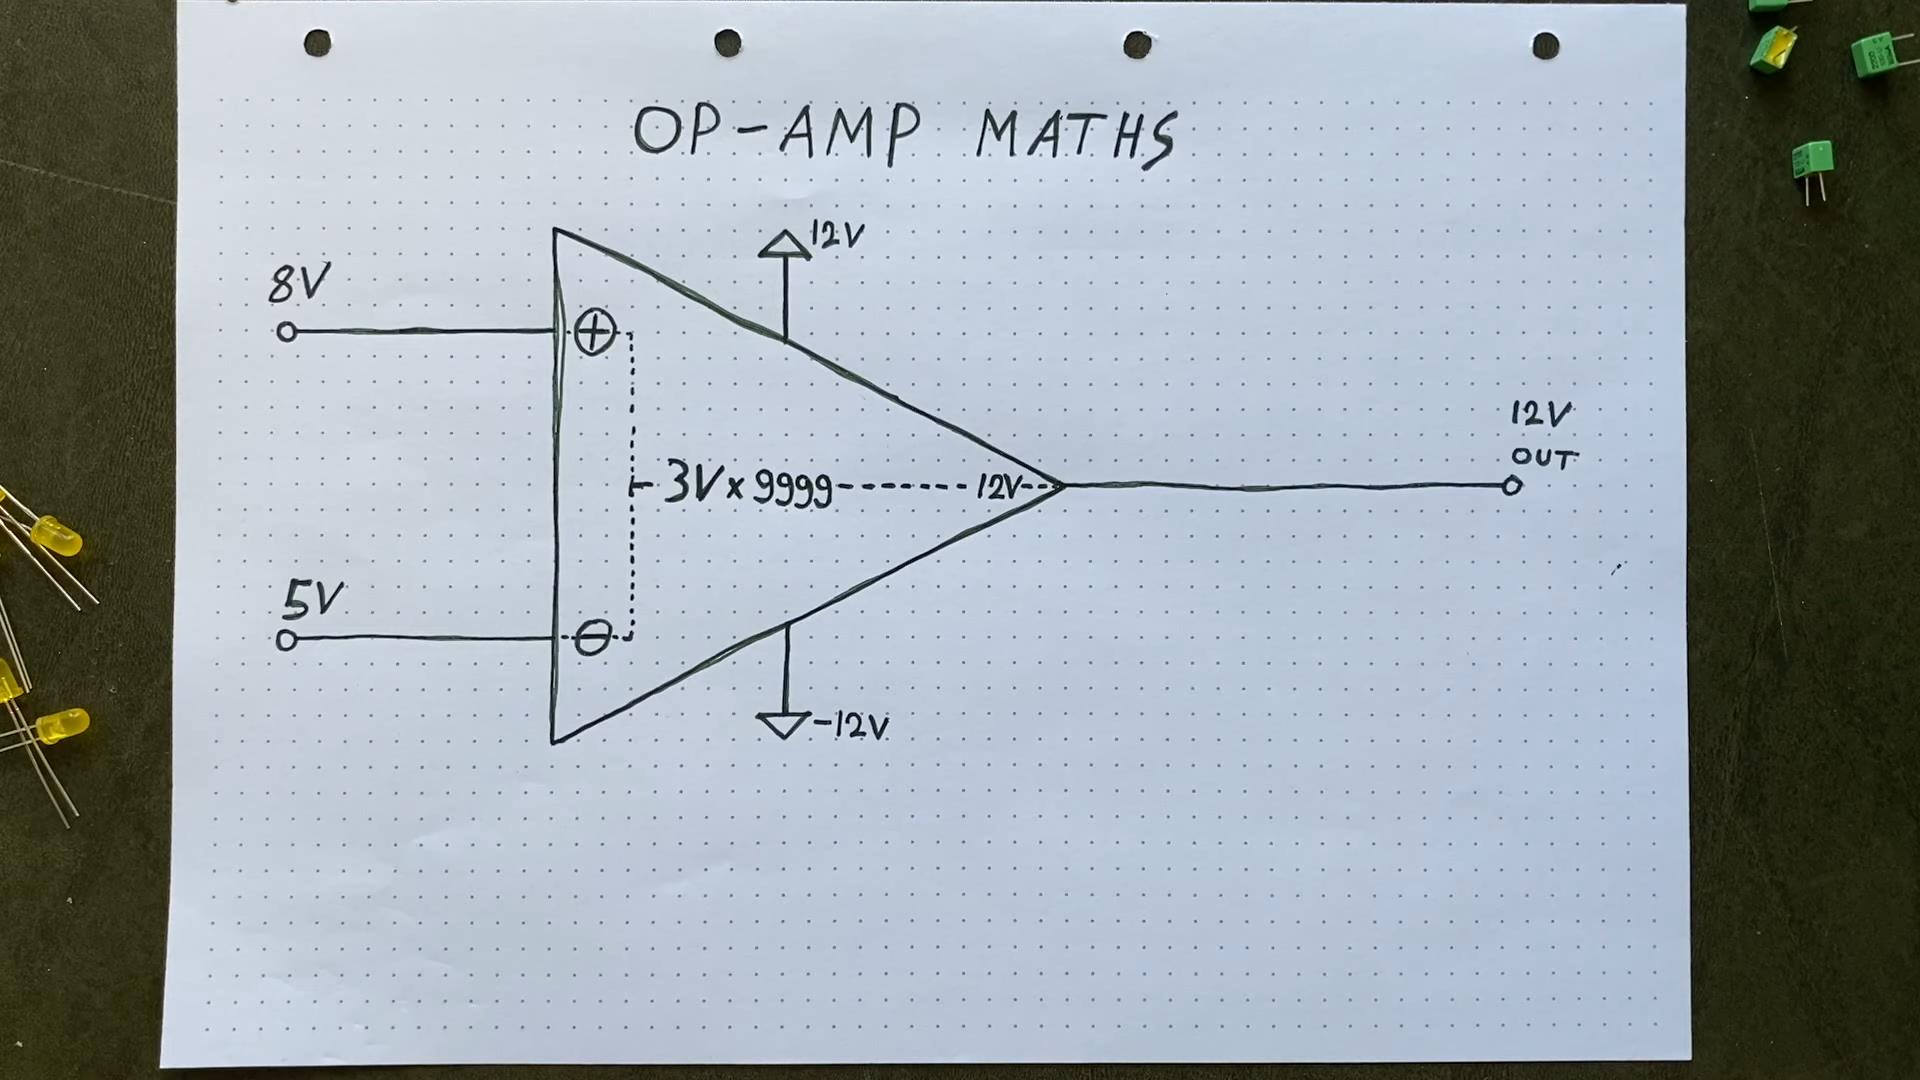 OP-AMP MATHS
12V
8V
+
12V
OUT
3V x 9999 12V
5V
-
-12V